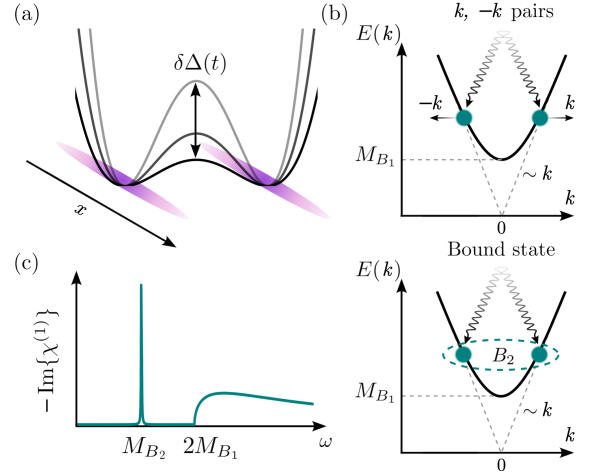 (a)
δΔ(t)
x
(b)
k, −k pairs
E(k)
−k
k
M_{B_1}
∼ k
k
0
Bound state
E(k)
B_2
M_{B_1}
∼ k
k
0
(c)
−Im{χ^{(1)}}
M_{B_2}
2M_{B_1}
ω